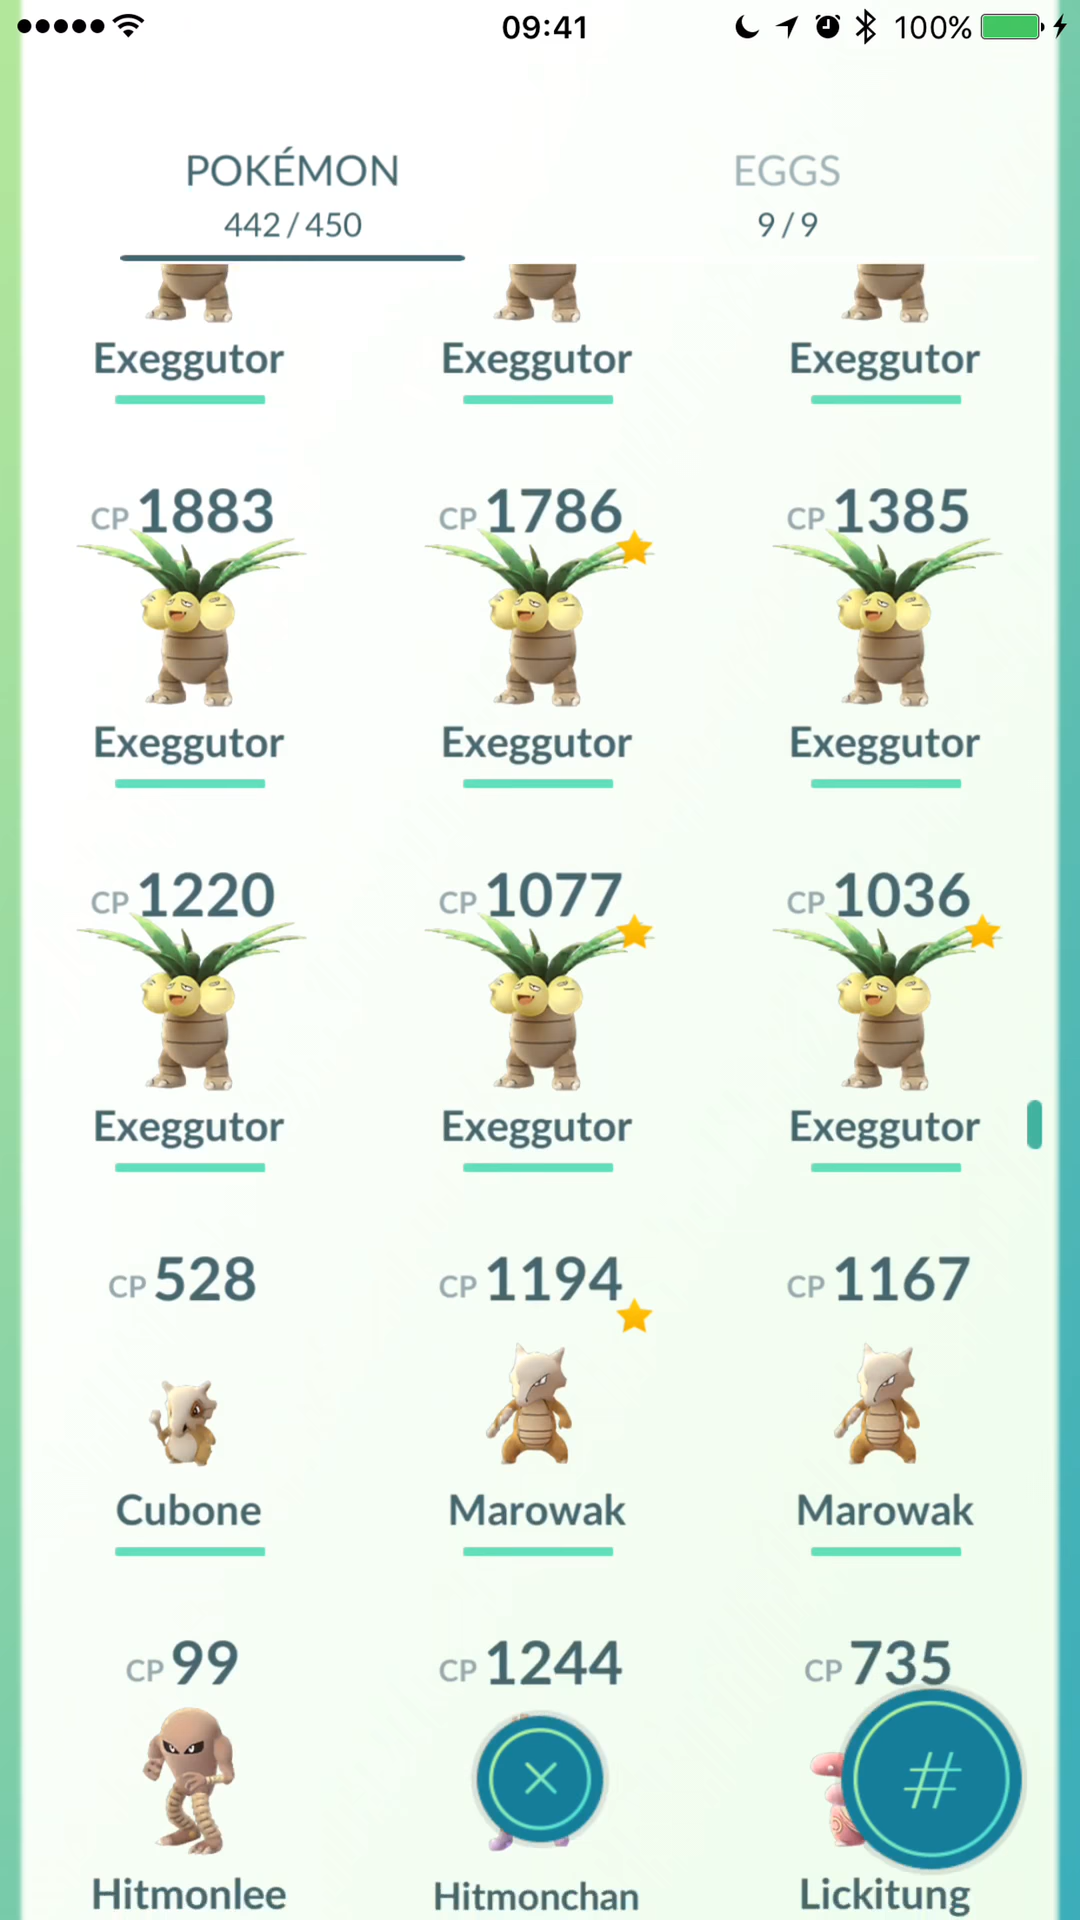 09:41 100%
POKÉMON EGGS
442 / 450 9 / 9
Exeggutor Exeggutor Exeggutor
CP 1883 CP 1786 CP 1385
Exeggutor Exeggutor Exeggutor
CP 1220 CP 1077 CP 1036
Exeggutor Exeggutor Exeggutor
CP 528 CP 1194 CP 1167
Cubone Marowak Marowak
CP 99 CP 1244 CP 735
#
Hitmonlee Hitmonchan Lickitung